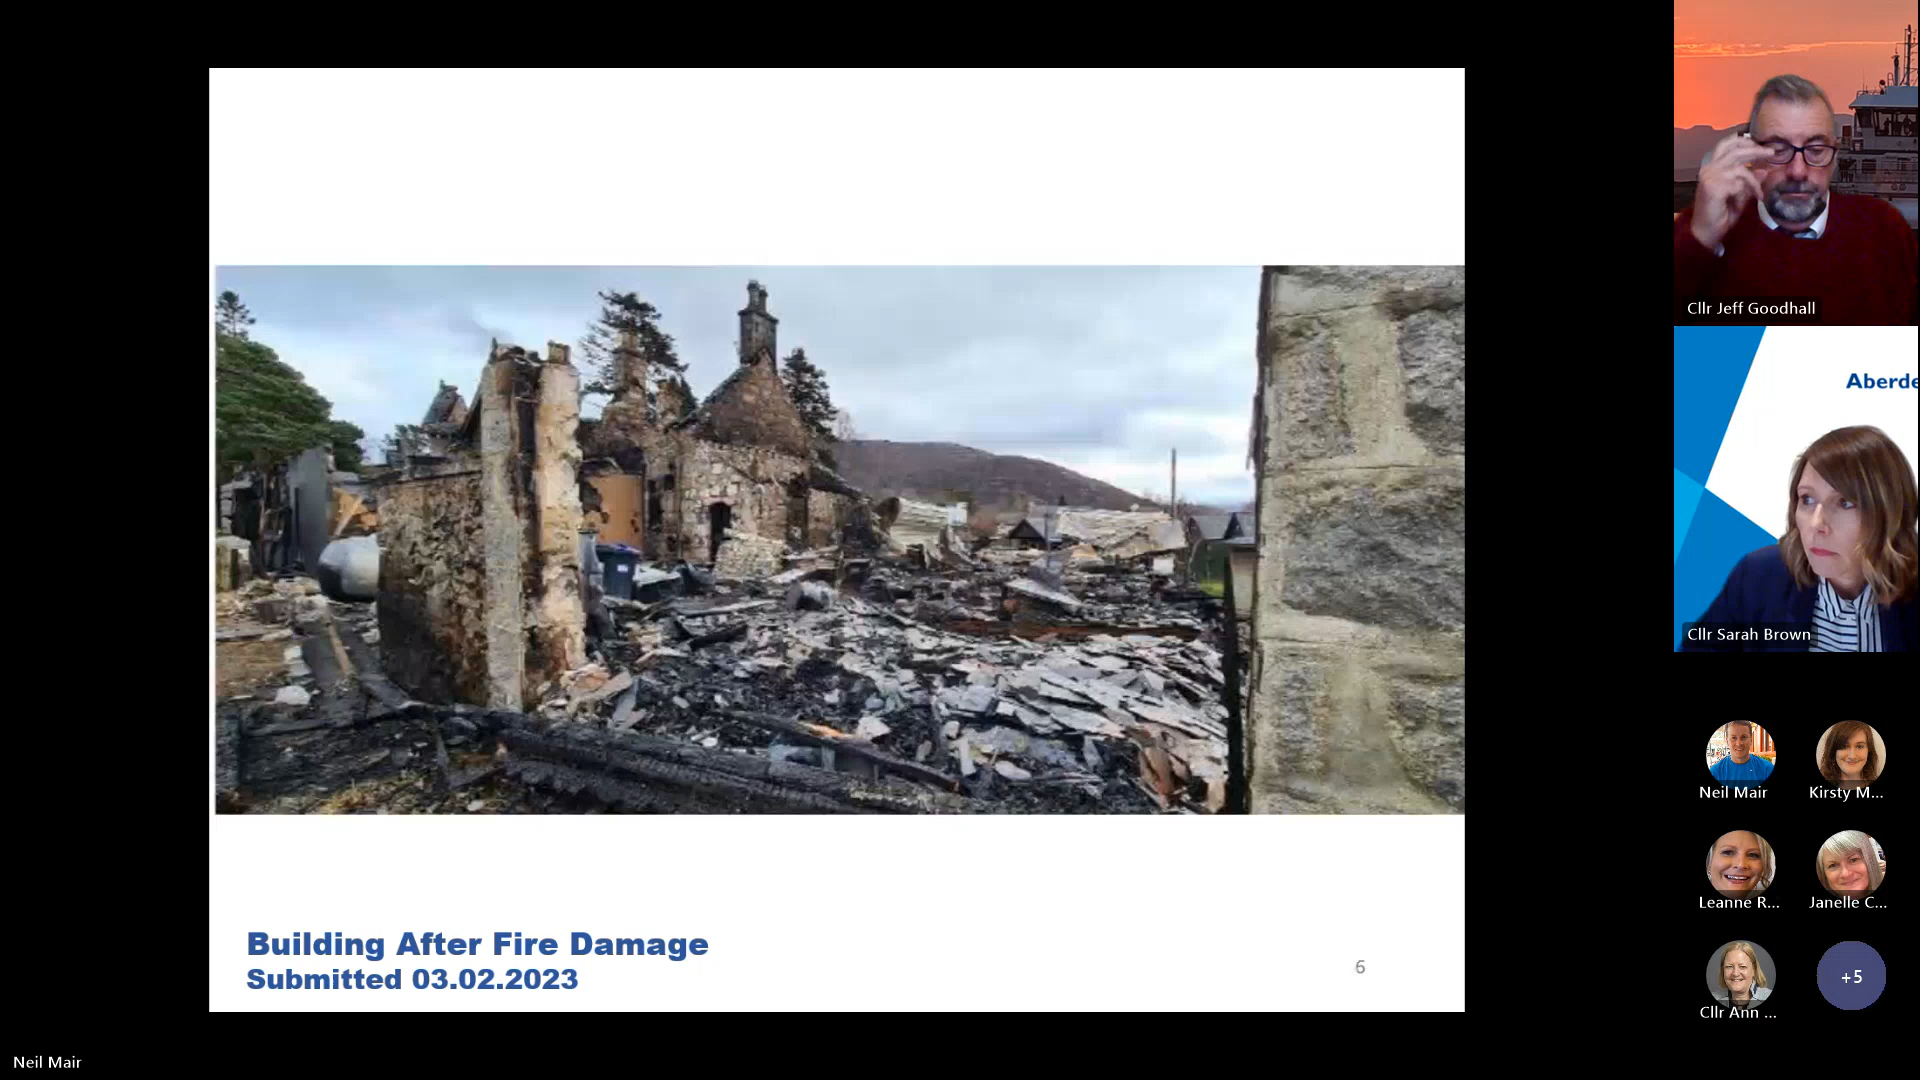 Building After Fire Damage
Submitted 03.02.2023
6
Cllr Jeff Goodhall
Aberde
Cllr Sarah Brown
Neil Mair
Kirsty M...
Leanne R...
Janelle C...
Cllr Ann ...
+5
Neil Mair